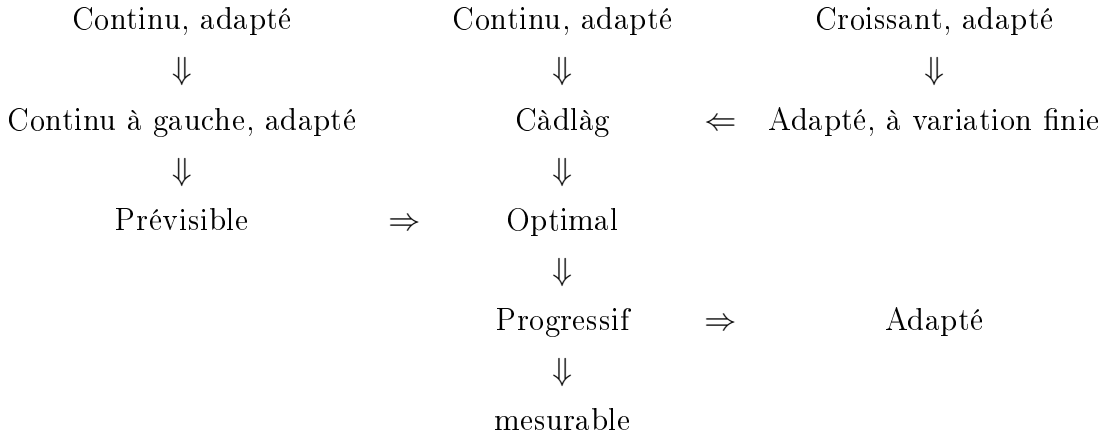 Continu, adapté Continu, adapté Croissant, adapté
⇓ ⇓ ⇓
Continu à gauche, adapté Càdlàg ⇐ Adapté, à variation finie
⇓ ⇓
Prévisible ⇒ Optimal
⇓
Progressif ⇒ Adapté
⇓
mesurable